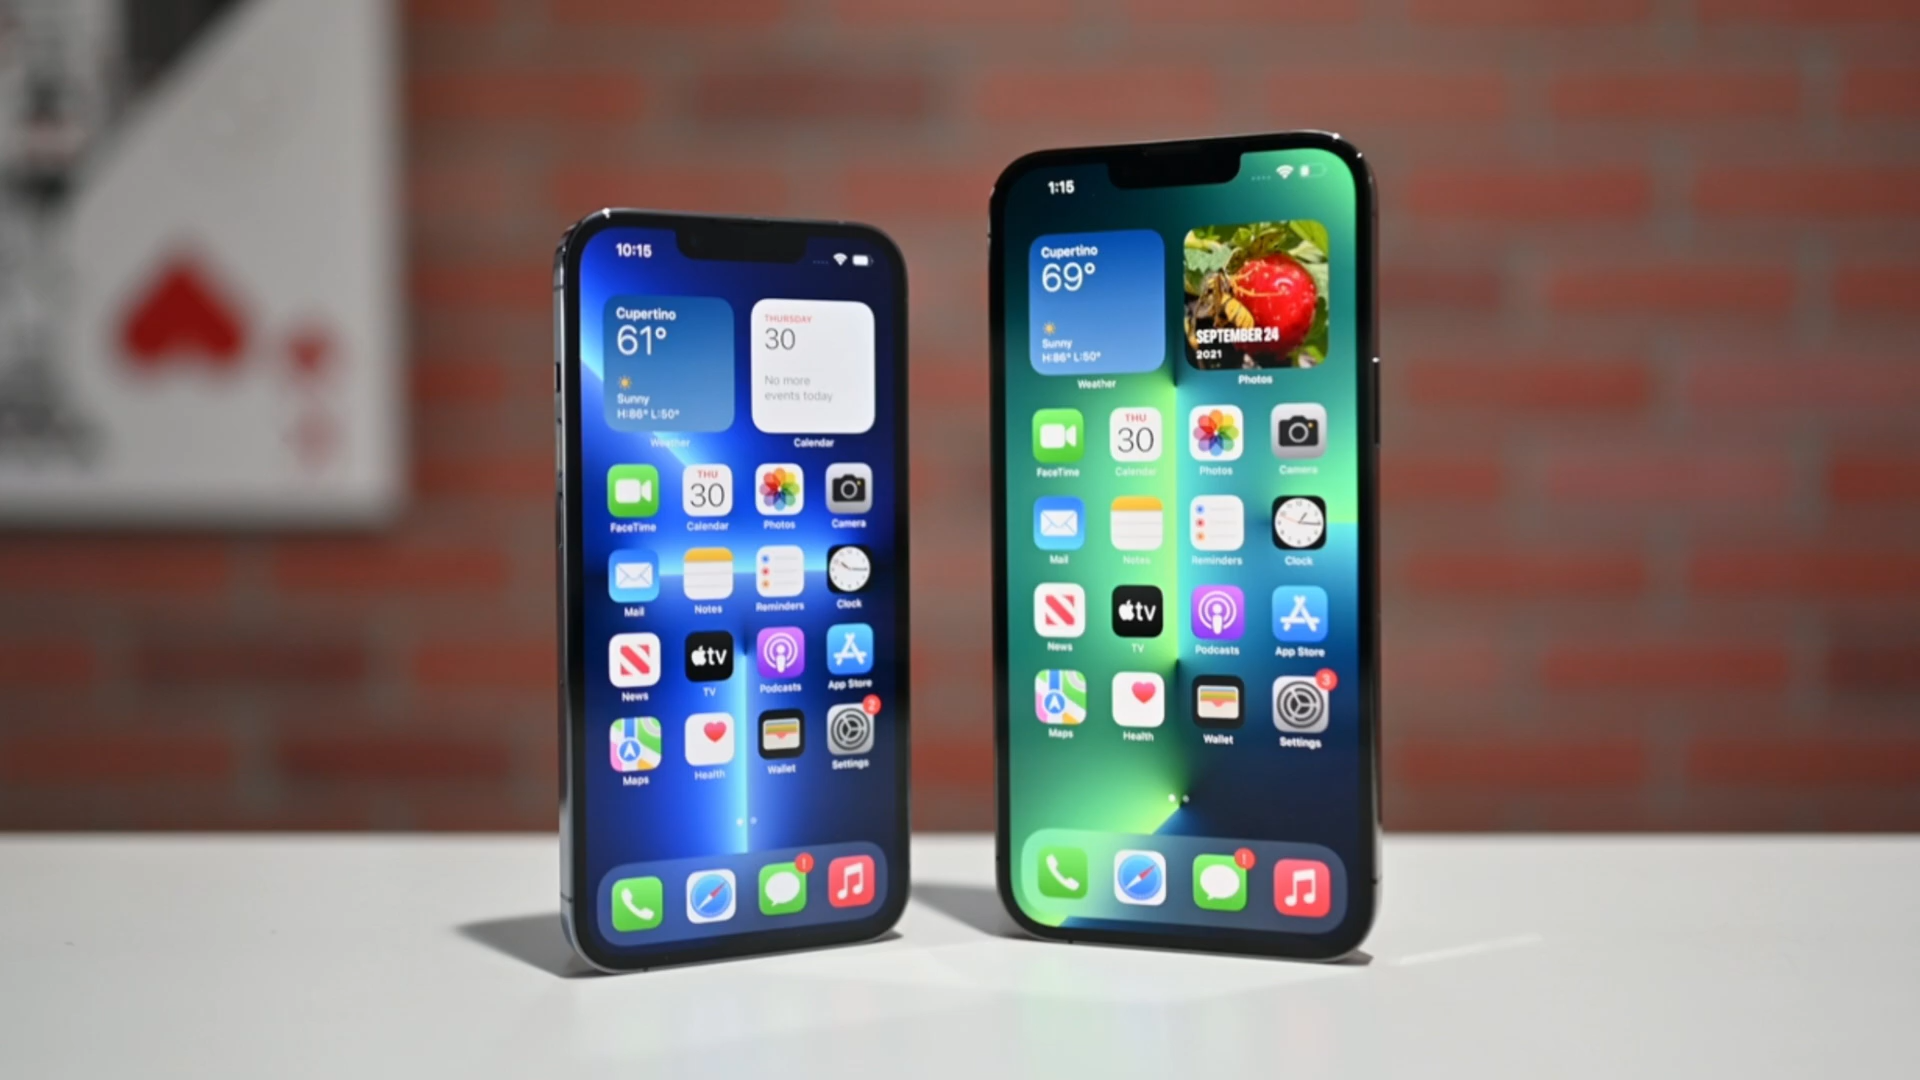 10:15
Cupertino
61°
Sunny
H:86° L:50°
Weather
THURSDAY
30
No more
events today
Calendar
FaceTime
THU
30
Calendar
Photos
Camera
Mail
Notes
Reminders
Clock
News
tv
TV
Podcasts
App Store
Maps
Health
Wallet
2
Settings
1:15
Cupertino
69°
Sunny
H:86° L:50°
Weather
SEPTEMBER 24
2021
Photos
FaceTime
THU
30
Calendar
Photos
Camera
Mail
Notes
Reminders
Clock
News
tv
TV
Podcasts
App Store
Maps
Health
Wallet
3
Settings